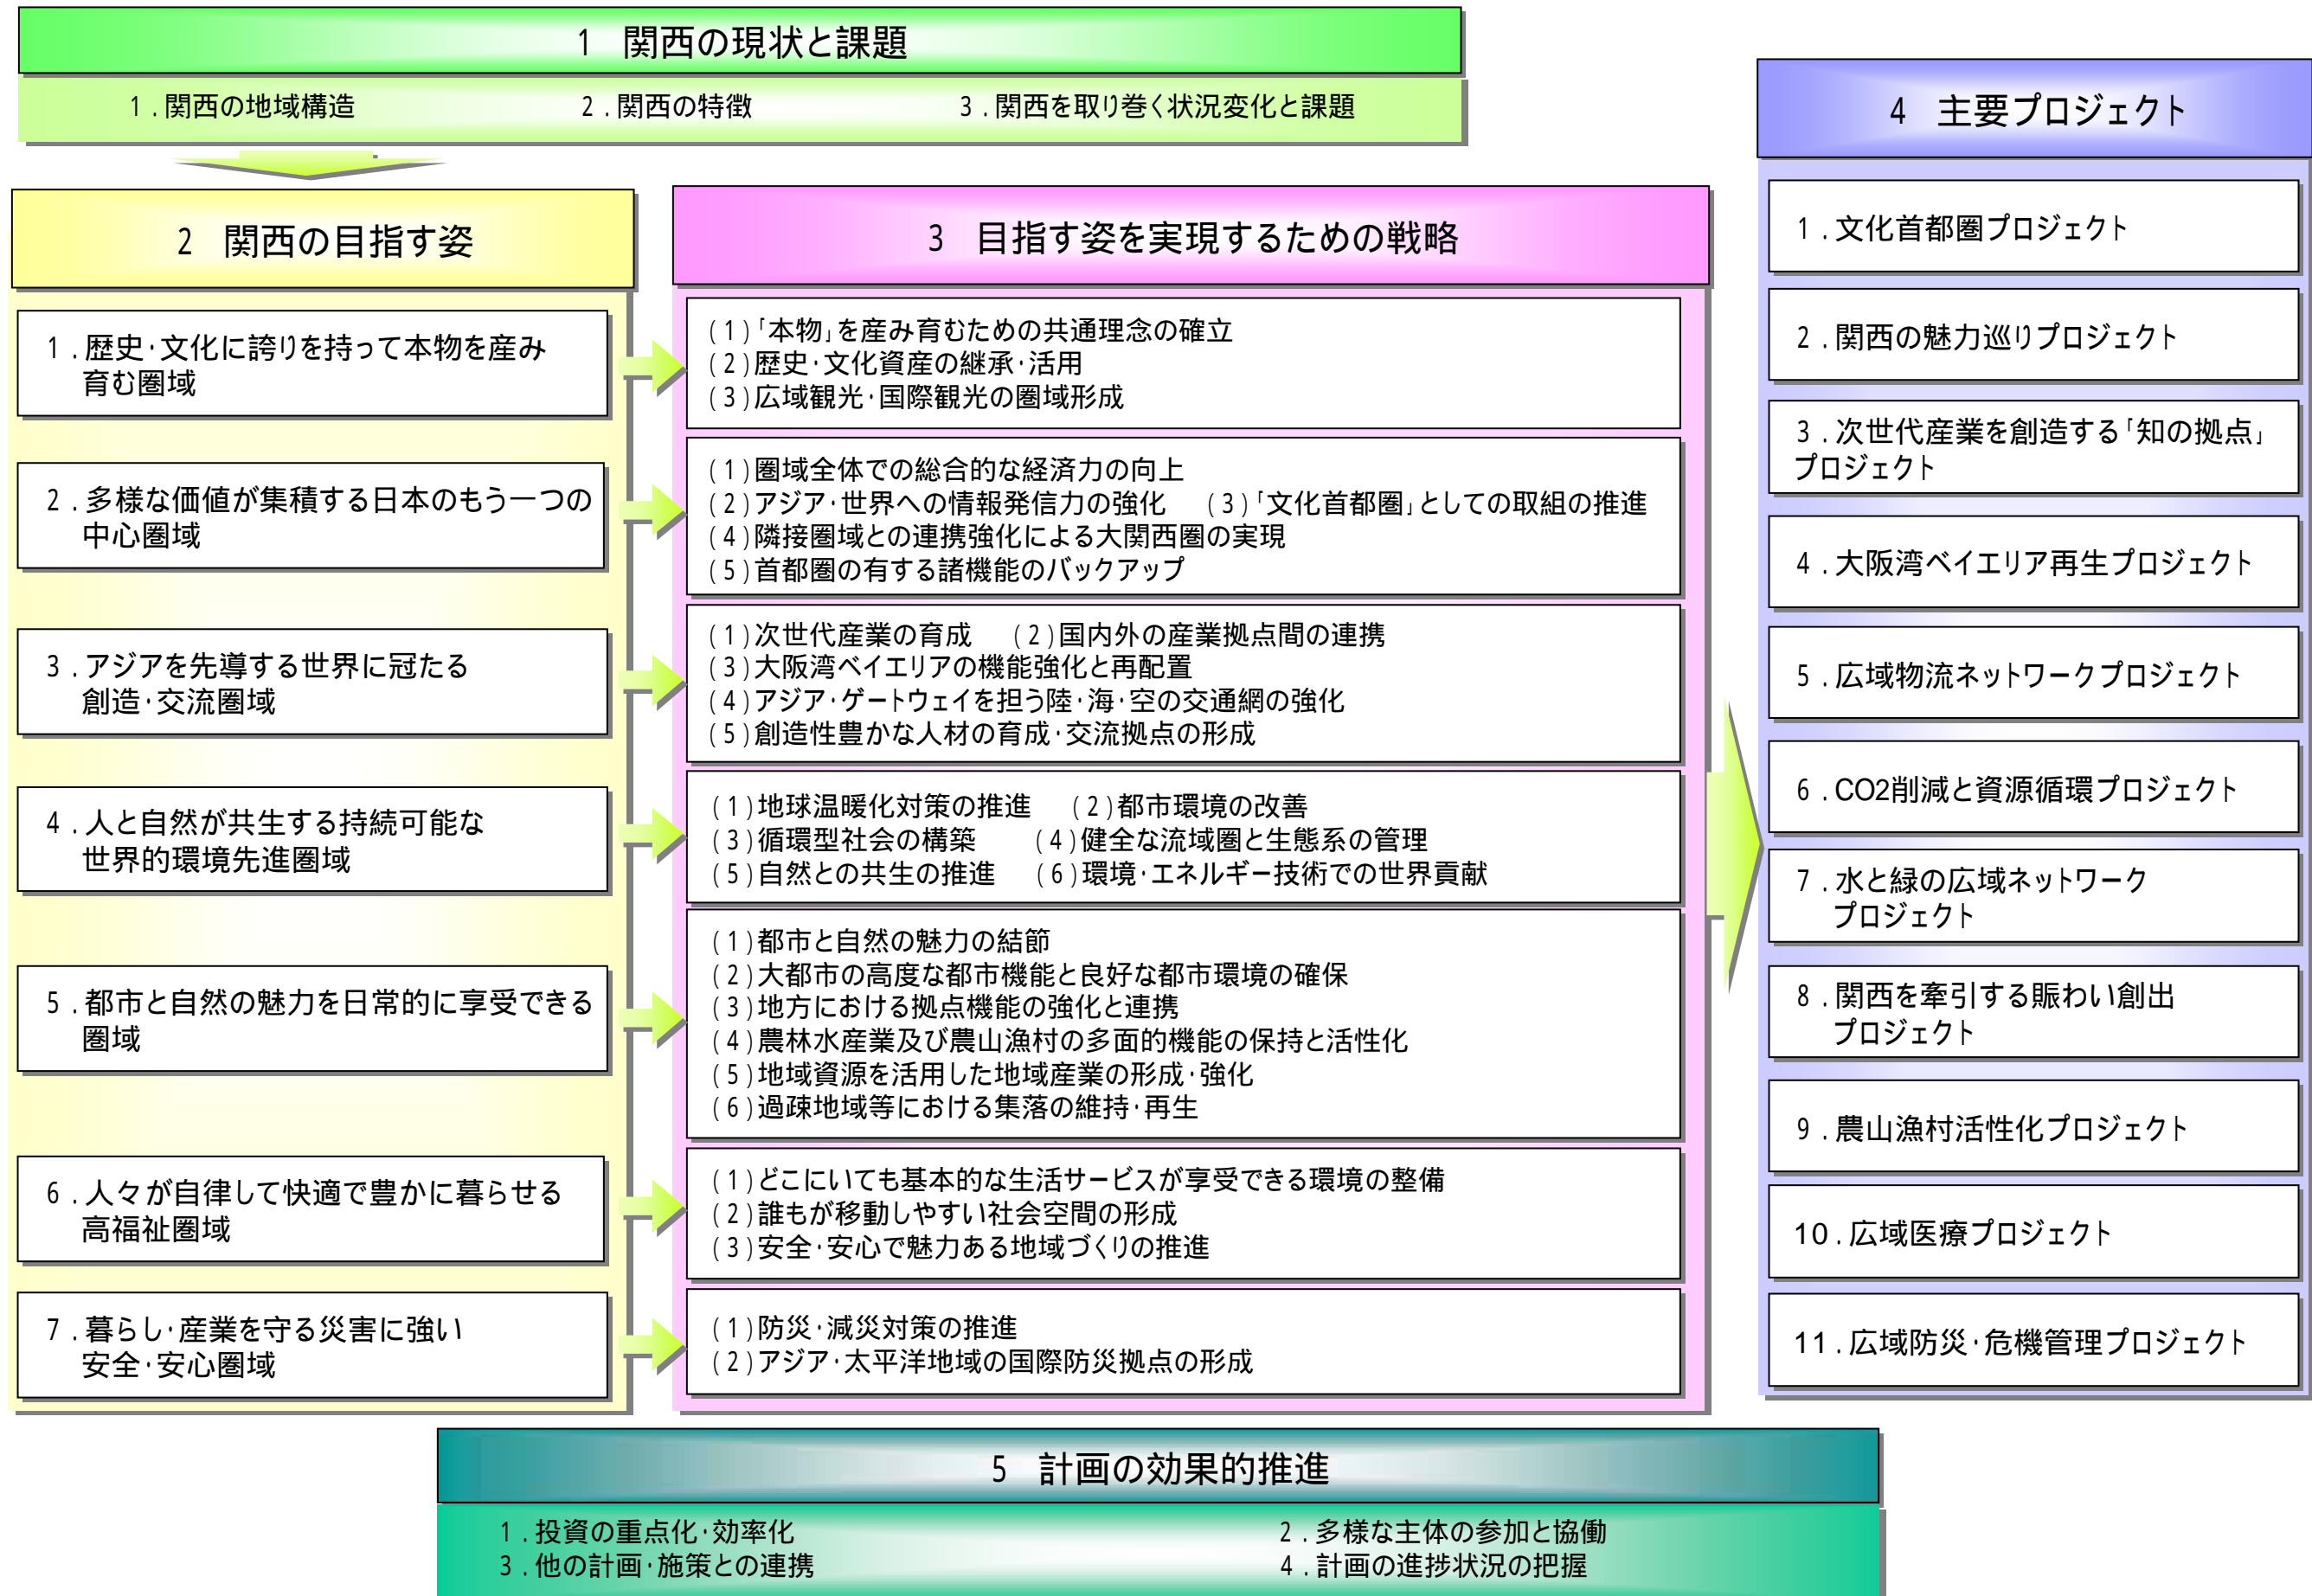 1 関西の現状と課題
1．関西の地域構造 2．関西の特徴 3．関西を取り巻く状況変化と課題
2 関西の目指す姿
1．歴史・文化に誇りを持って本物を産み
育む圏域
2．多様な価値が集積する日本のもう一つの
中心圏域
3．アジアを先導する世界に冠たる
創造・交流圏域
4．人と自然が共生する持続可能な
世界的環境先進圏域
5．都市と自然の魅力を日常的に享受できる
圏域
6．人々が自律して快適で豊かに暮らせる
高福祉圏域
7．暮らし・産業を守る災害に強い
安全・安心圏域
3 目指す姿を実現するための戦略
(1)「本物」を産み育むための共通理念の確立
(2)歴史・文化資産の継承・活用
(3)広域観光・国際観光の圏域形成
(1)圏域全体での総合的な経済力の向上
(2)アジア・世界への情報発信力の強化 (3)「文化首都圏」としての取組の推進
(4)隣接圏域との連携強化による大関西圏の実現
(5)首都圏の有する諸機能のバックアップ
(1)次世代産業の育成 (2)国内外の産業拠点間の連携
(3)大阪湾ベイエリアの機能強化と再配置
(4)アジア・ゲートウェイを担う陸・海・空の交通網の強化
(5)創造性豊かな人材の育成・交流拠点の形成
(1)地球温暖化対策の推進 (2)都市環境の改善
(3)循環型社会の構築 (4)健全な流域圏と生態系の管理
(5)自然との共生の推進 (6)環境・エネルギー技術での世界貢献
(1)都市と自然の魅力の結節
(2)大都市の高度な都市機能と良好な都市環境の確保
(3)地方における拠点機能の強化と連携
(4)農林水産業及び農山漁村の多面的機能の保持と活性化
(5)地域資源を活用した地域産業の形成・強化
(6)過疎地域等における集落の維持・再生
(1)どこにいても基本的な生活サービスが享受できる環境の整備
(2)誰もが移動しやすい社会空間の形成
(3)安全・安心で魅力ある地域づくりの推進
(1)防災・減災対策の推進
(2)アジア・太平洋地域の国際防災拠点の形成
4 主要プロジェクト
1．文化首都圏プロジェクト
2．関西の魅力巡りプロジェクト
3．次世代産業を創造する「知の拠点」
プロジェクト
4．大阪湾ベイエリア再生プロジェクト
5．広域物流ネットワークプロジェクト
6．CO2削減と資源循環プロジェクト
7．水と緑の広域ネットワーク
プロジェクト
8．関西を牽引する賑わい創出
プロジェクト
9．農山漁村活性化プロジェクト
10．広域医療プロジェクト
11．広域防災・危機管理プロジェクト
5 計画の効果的推進
1．投資の重点化・効率化 2．多様な主体の参加と協働
3．他の計画・施策との連携 4．計画の進捗状況の把握